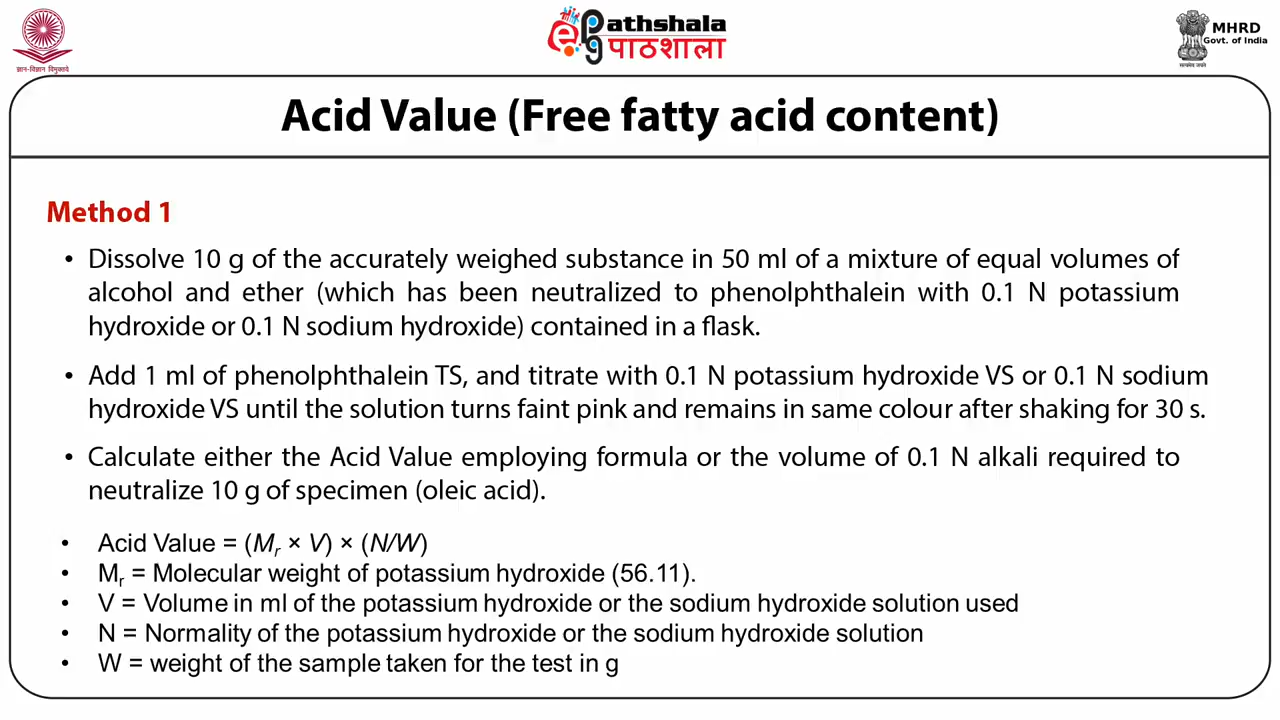 ज्ञान-विज्ञान विमुक्तये
epg Pathshala
पाठशाला
सत्यमेव जयते
MHRD
Govt. of India
Acid Value (Free fatty acid content)
Method 1
• Dissolve 10 g of the accurately weighed substance in 50 ml of a mixture of equal volumes of
alcohol and ether (which has been neutralized to phenolphthalein with 0.1 N potassium
hydroxide or 0.1 N sodium hydroxide) contained in a flask.
• Add 1 ml of phenolphthalein TS, and titrate with 0.1 N potassium hydroxide VS or 0.1 N sodium
hydroxide VS until the solution turns faint pink and remains in same colour after shaking for 30 s.
• Calculate either the Acid Value employing formula or the volume of 0.1 N alkali required to
neutralize 10 g of specimen (oleic acid).
• Acid Value = (Mr × V) × (N/W)
• Mr = Molecular weight of potassium hydroxide (56.11).
• V = Volume in ml of the potassium hydroxide or the sodium hydroxide solution used
• N = Normality of the potassium hydroxide or the sodium hydroxide solution
• W = weight of the sample taken for the test in g